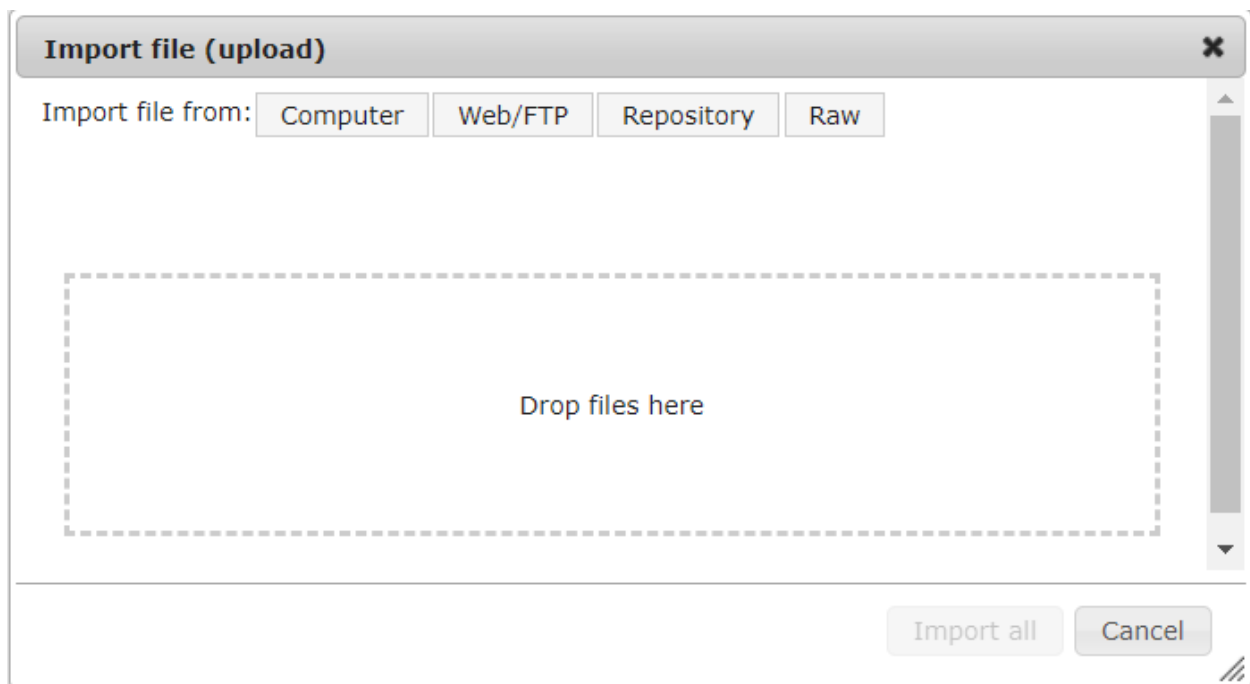 Import file (upload)
Import file from: Computer Web/FTP Repository Raw
Drop files here
Import all Cancel